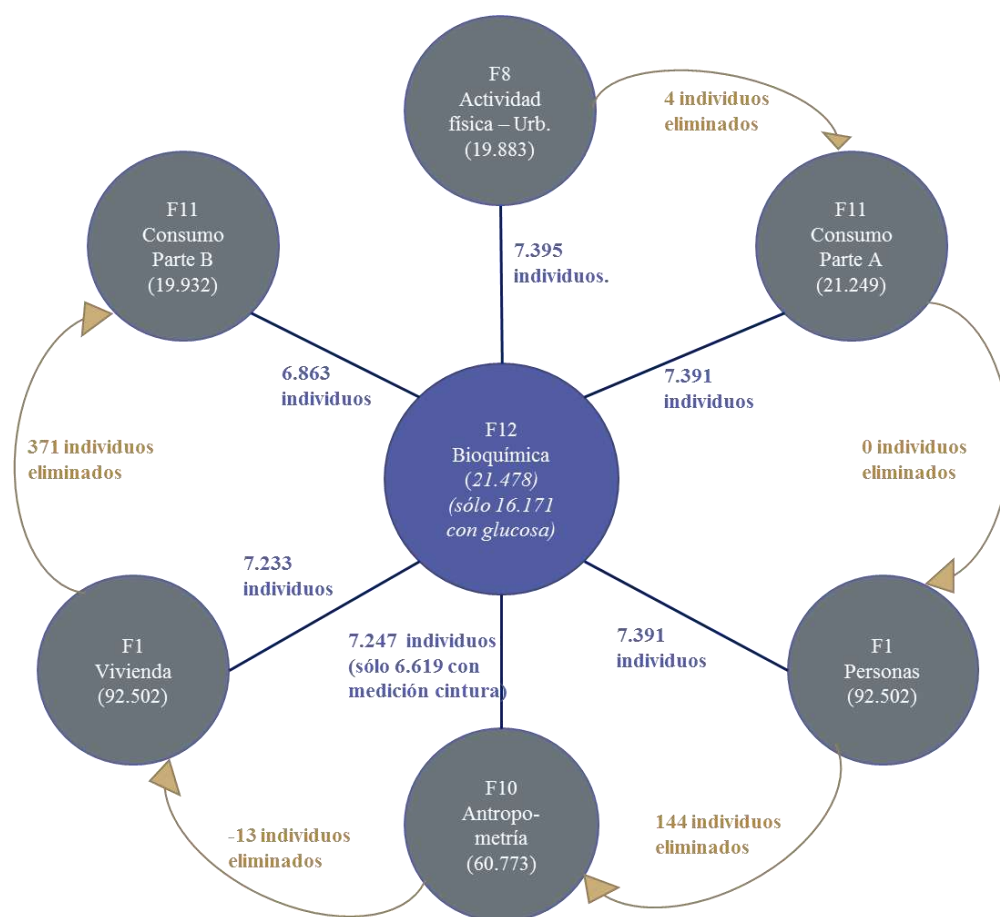 F8
Actividad
física – Urb.
(19.883)
4 individuos
eliminados
F11
Consumo
Parte B
(19.932)
F11
Consumo
Parte A
(21.249)
7.395
individuos.
6.863
individuos
7.391
individuos
371 individuos
eliminados
F12
Bioquímica
(21.478)
(sólo 16.171
con glucosa)
0 individuos
eliminados
7.233
individuos
7.247 individuos
(sólo 6.619 con
medición cintura)
7.391
individuos
F1
Vivienda
(92.502)
F1
Personas
(92.502)
F10
Antropo-
metría
(60.773)
-13 individuos
eliminados
144 individuos
eliminados